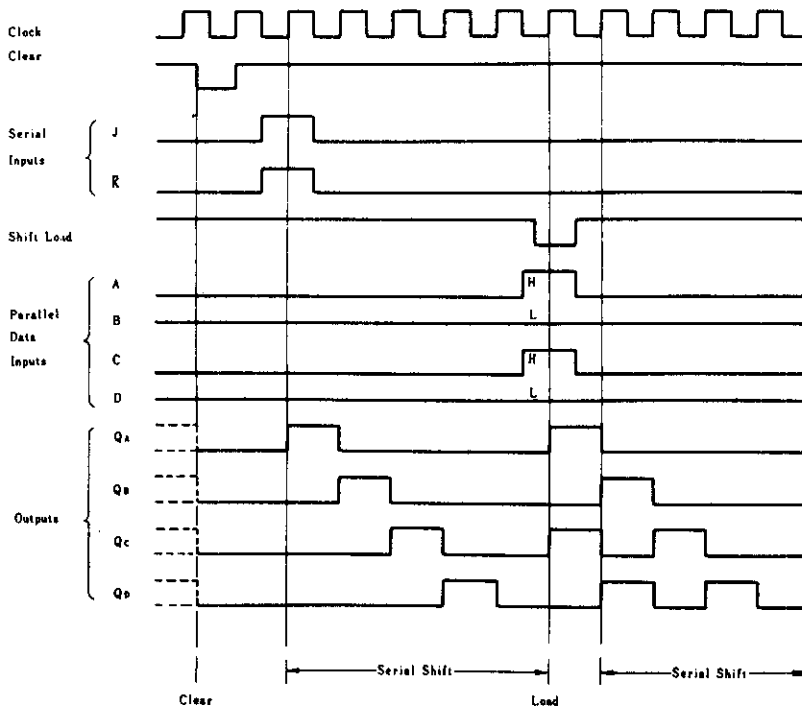 Clock
Clear
Serial
Inputs
J
K̅
Shift Load
Parallel
Data
Inputs
A
H
B
L
C
H
D
L
Outputs
QA
QB
QC
QD
Serial Shift
Serial Shift
Clear
Load